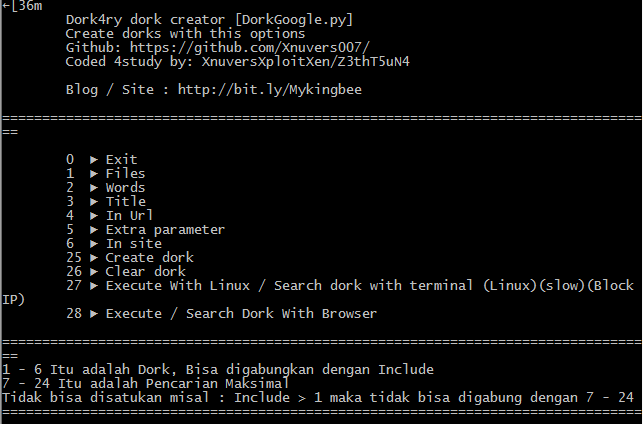 ←[36m
Dork4ry dork creator [DorkGoogle.py]
Create dorks with this options
Github: https://github.com/Xnuvers007/
Coded 4study by: XnuversXploitXen/Z3thT5uN4
Blog / Site : http://bit.ly/Mykingbee
================================================================================
==
0 ► Exit
1 ► Files
2 ► Words
3 ► Title
4 ► In Url
5 ► Extra parameter
6 ► In site
25 ► Create dork
26 ► Clear dork
27 ► Execute With Linux / Search dork with terminal (Linux)(slow)(Block
IP)
28 ► Execute / Search Dork With Browser
================================================================================
==
1 - 6 Itu adalah Dork, Bisa digabungkan dengan Include
7 - 24 Itu adalah Pencarian Maksimal
Tidak bisa disatukan misal : Include > 1 maka tidak bisa digabung dengan 7 - 24
================================================================================